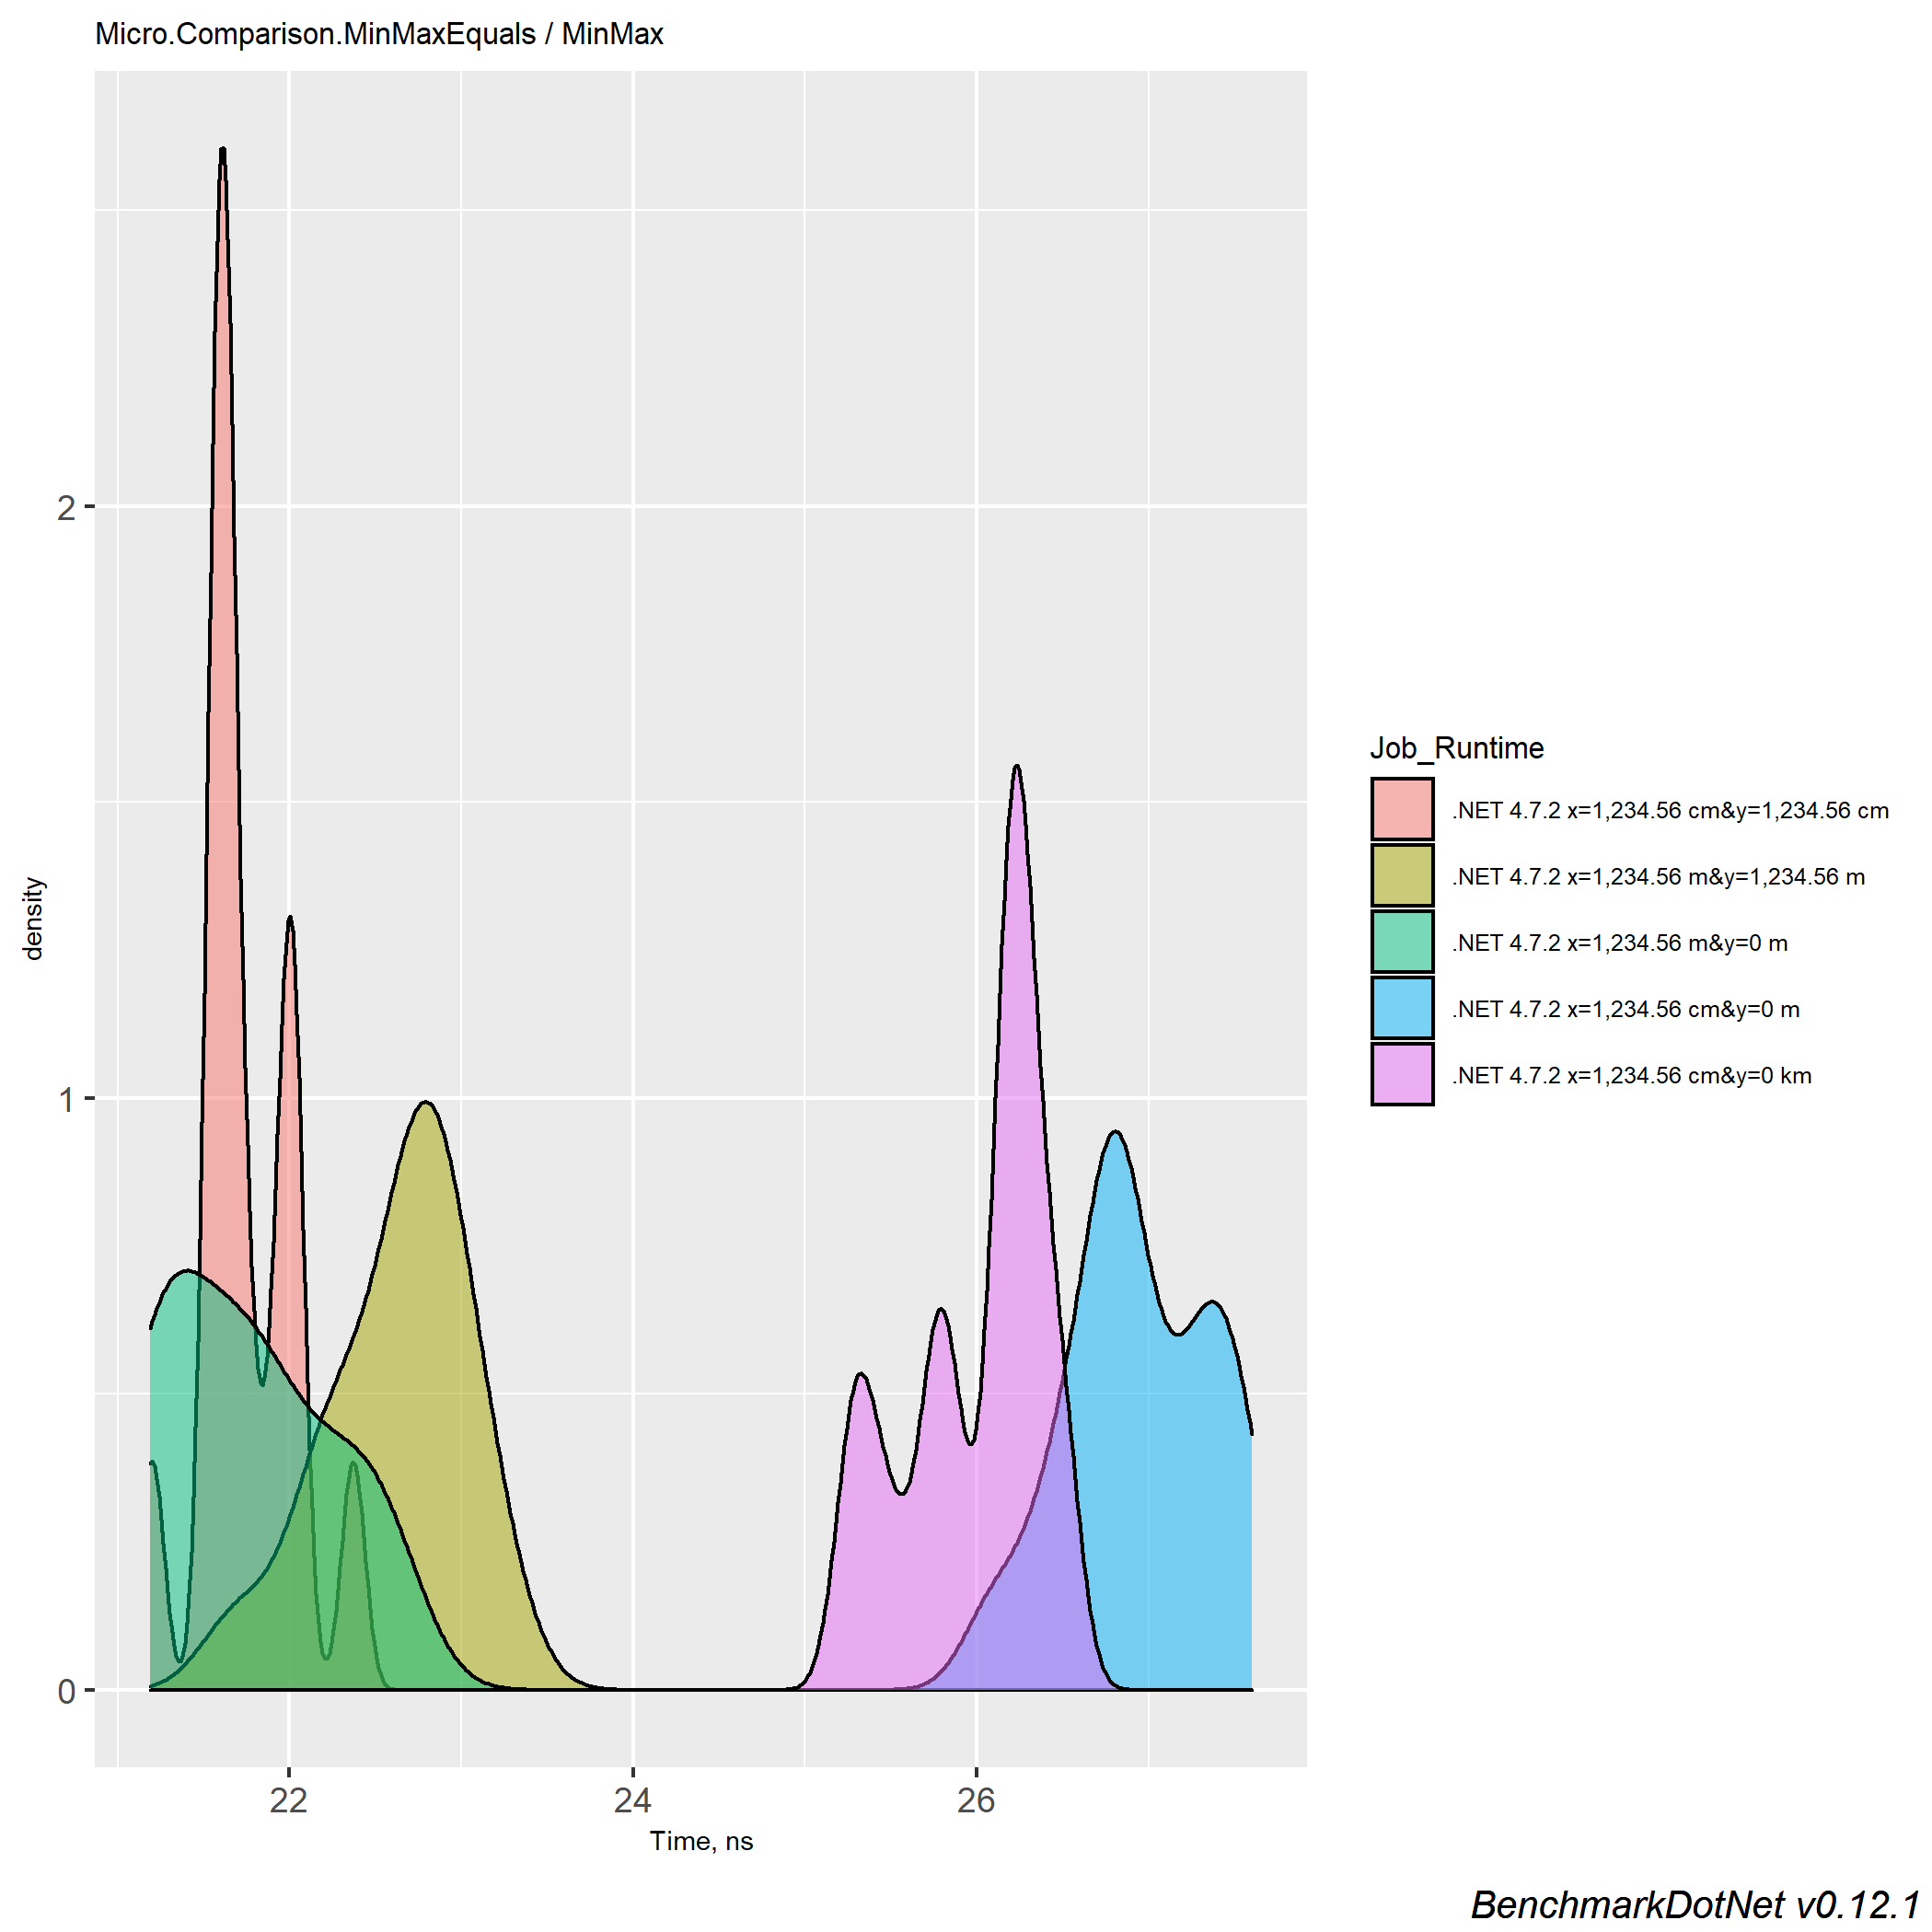 Micro.Comparison.MinMaxEquals / MinMax
2
1
0
density
22
24
26
Time, ns
Job_Runtime
.NET 4.7.2 x=1,234.56 cm&y=1,234.56 cm
.NET 4.7.2 x=1,234.56 m&y=1,234.56 m
.NET 4.7.2 x=1,234.56 m&y=0 m
.NET 4.7.2 x=1,234.56 cm&y=0 m
.NET 4.7.2 x=1,234.56 cm&y=0 km
BenchmarkDotNet v0.12.1